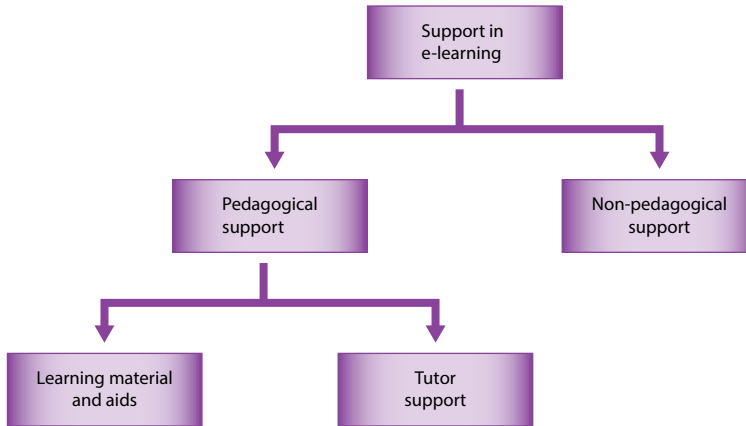 Support in
e-learning
Pedagogical
support
Non-pedagogical
support
Learning material
and aids
Tutor
support